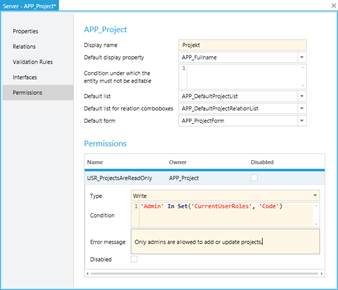 Server - APP_Project*
Properties
Relations
Validation Rules
Interfaces
Permissions
APP_Project
Display name
Projekt
Default display property
APP_Fullname
Condition under which the
entity must not be editable
1
Default list
APP_DefaultProjectList
Default list for relation comboboxes
APP_DefaultProjectRelationList
Default form
APP_ProjectForm
Permissions
Name Owner Disabled
USR_ProjectsAreReadOnly APP_Project
Type
Write
Condition
1 'Admin' In Set('CurrentUserRoles', 'Code')
Error message
Only admins are allowed to add or update projects.
Disabled